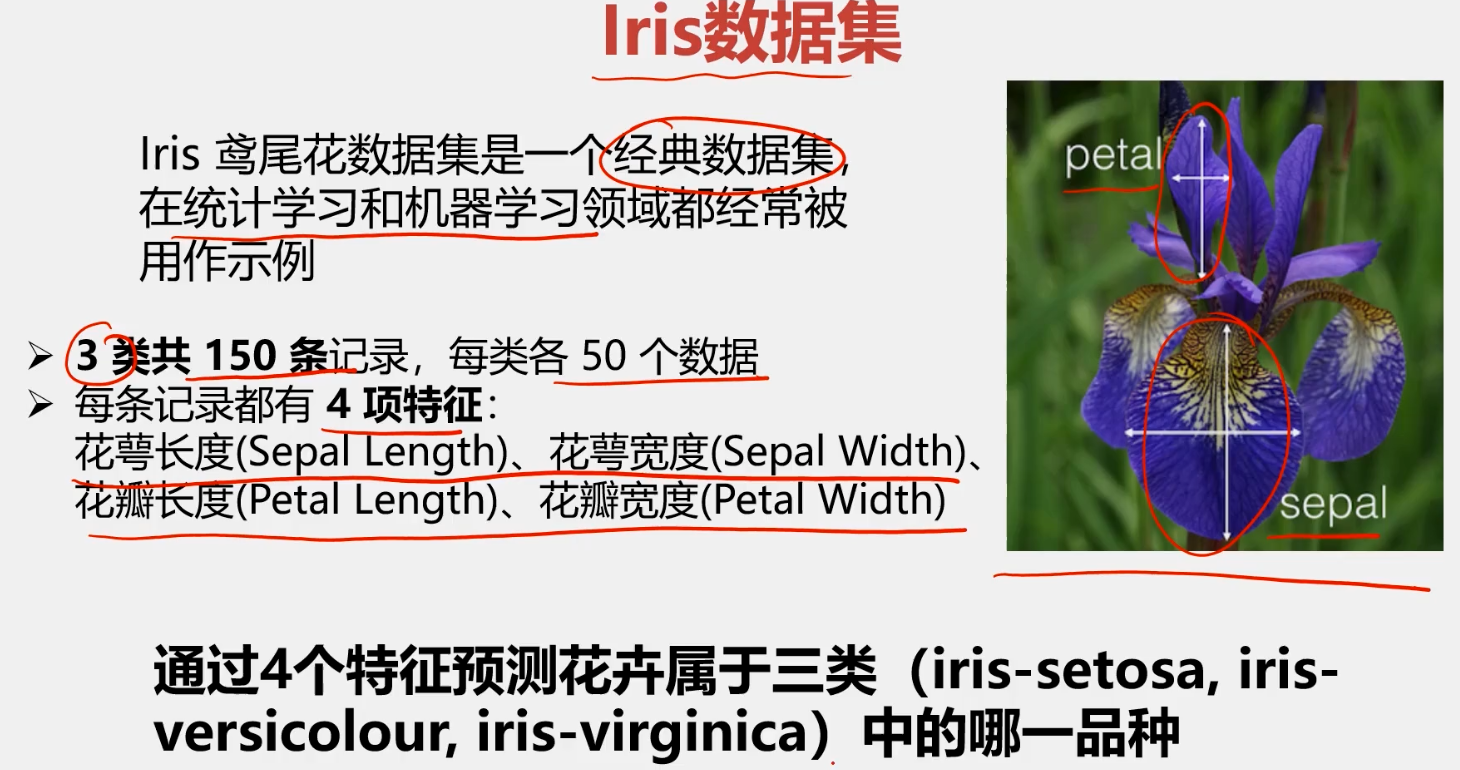 Iris数据集
Iris 鸢尾花数据集是一个经典数据集,
在统计学习和机器学习领域都经常被
用作示例
➢ 3 类共 150 条记录，每类各 50 个数据
➢ 每条记录都有 4 项特征：
花萼长度(Sepal Length)、花萼宽度(Sepal Width)、
花瓣长度(Petal Length)、花瓣宽度(Petal Width)
petal
sepal
通过4个特征预测花卉属于三类（iris-setosa, iris-
versicolour, iris-virginica）中的哪一品种